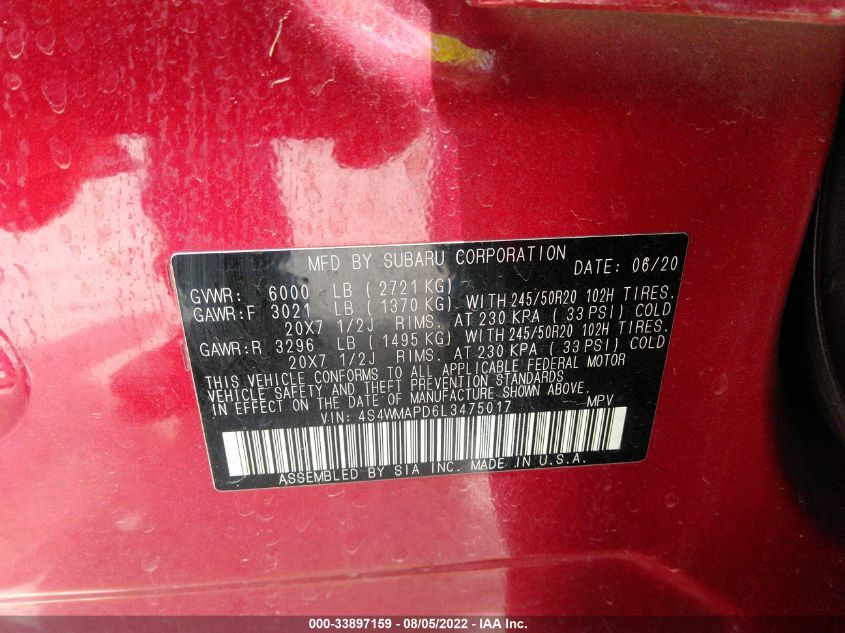 MFD BY SUBARU CORPORATION DATE: 06/20
GVWR: 6000 LB ( 2721 KG)
GAWR:F 3021 LB ( 1370 KG) WITH 245/50R20 102H TIRES.
20X7 1/2J RIMS. AT 230 KPA ( 33 PSI) COLD
GAWR:R 3296 LB ( 1495 KG) WITH 245/50R20 102H TIRES.
20X7 1/2J RIMS. AT 230 KPA ( 33 PSI) COLD
THIS VEHICLE CONFORMS TO ALL APPLICABLE FEDERAL MOTOR
VEHICLE SAFETY AND THEFT PREVENTION STANDARDS
IN EFFECT ON THE DATE OF MANUFACTURE SHOWN ABOVE.
VIN: 4S4WMAPD6L3475017 MPV
ASSEMBLED BY SIA INC. MADE IN U.S.A.
000-33897159 - 08/05/2022 - IAA Inc.